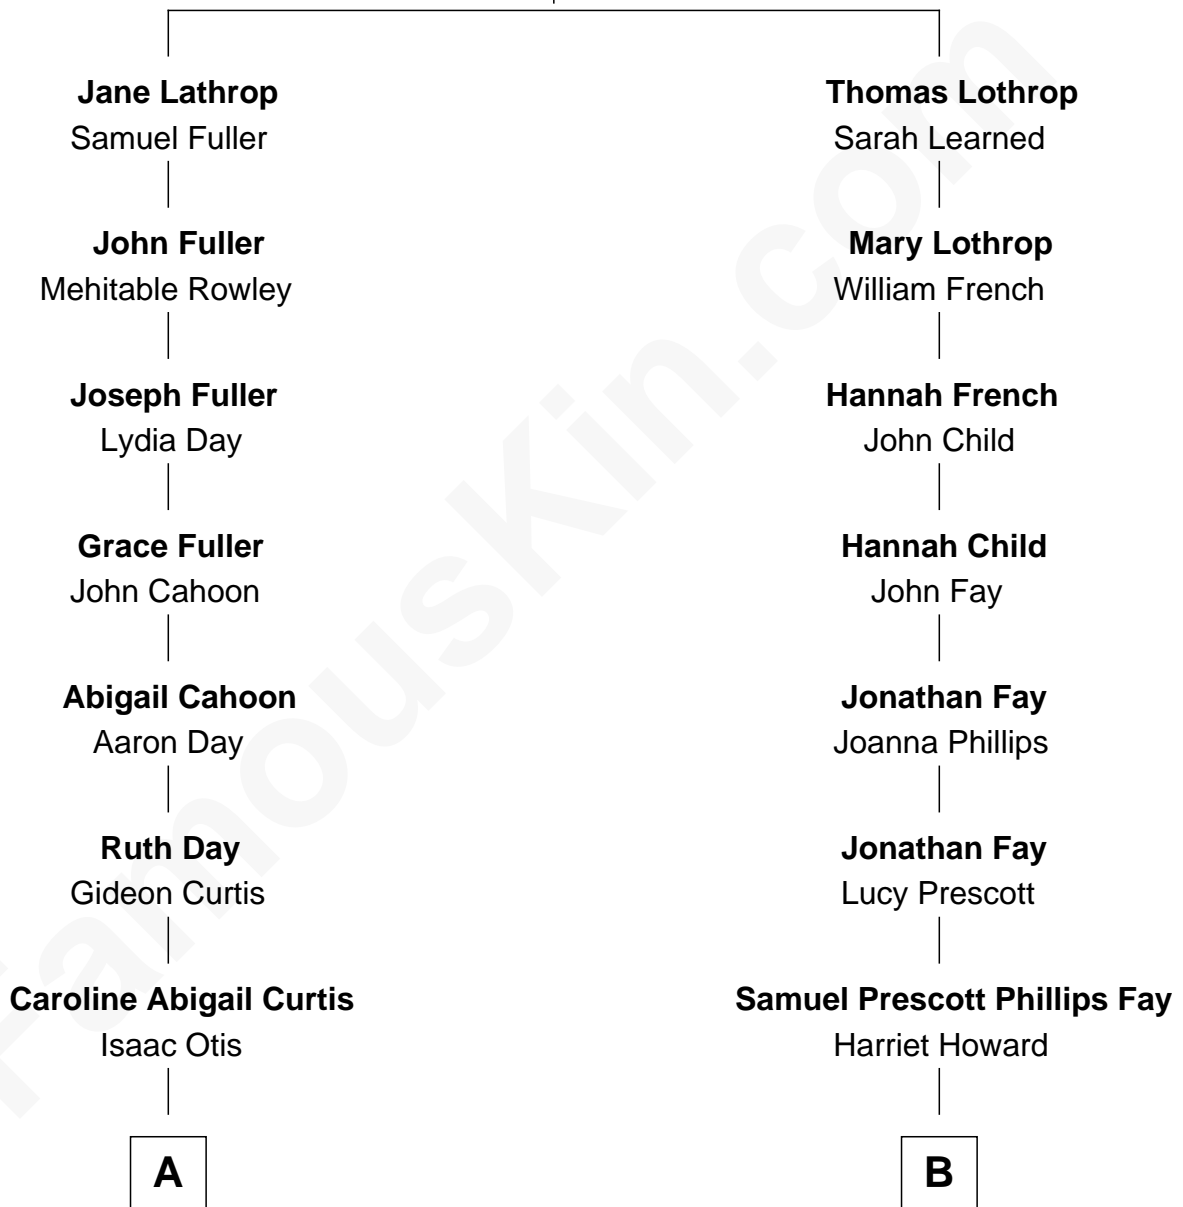 Jane Lathrop
Samuel Fuller
John Fuller
Mehitable Rowley
Joseph Fuller
Lydia Day
Grace Fuller
John Cahoon
Abigail Cahoon
Aaron Day
Ruth Day
Gideon Curtis
Caroline Abigail Curtis
Isaac Otis
A
Thomas Lothrop
Sarah Learned
Mary Lothrop
William French
Hannah French
John Child
Hannah Child
John Fay
Jonathan Fay
Joanna Phillips
Jonathan Fay
Lucy Prescott
Samuel Prescott Phillips Fay
Harriet Howard
B
FamousKin.com